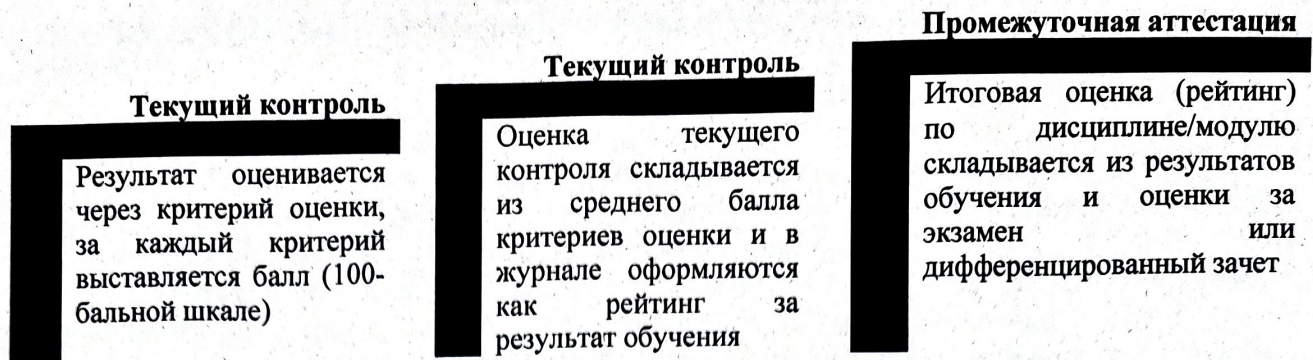 Текущий контроль
Результат оценивается
через критерий оценки,
за каждый критерий
выставляется балл (100-
бальной шкале)
Текущий контроль
Оценка текущего
контроля складывается
из среднего балла
критериев оценки и в
журнале оформляются
как рейтинг за
результат обучения
Промежуточная аттестация
Итоговая оценка (рейтинг)
по дисциплине/модулю
складывается из результатов
обучения и оценки за
экзамен или
дифференцированный зачет